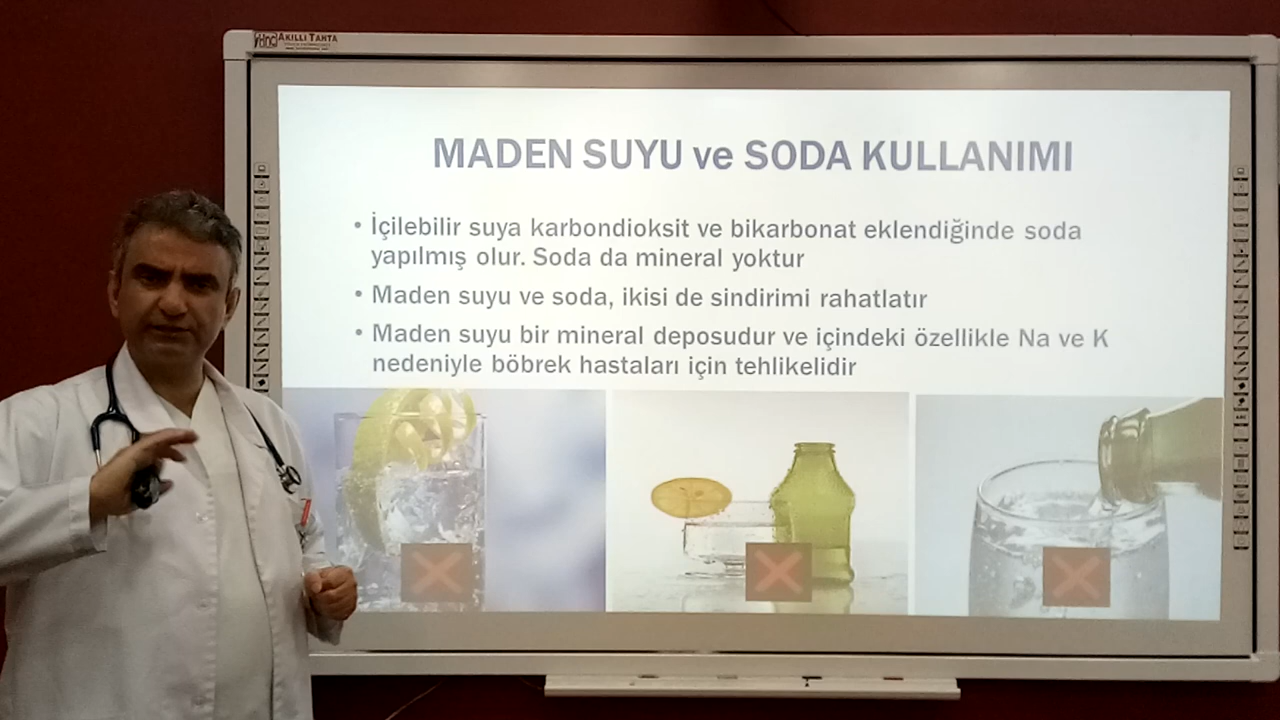 AKILLI TAHTA
MADEN SUYU ve SODA KULLANIMI
• İçilebilir suya karbondioksit ve bikarbonat eklendiğinde soda
yapılmış olur. Soda da mineral yoktur
• Maden suyu ve soda, ikisi de sindirimi rahatlatır
• Maden suyu bir mineral deposudur ve içindeki özellikle Na ve K
nedeniyle böbrek hastaları için tehlikelidir